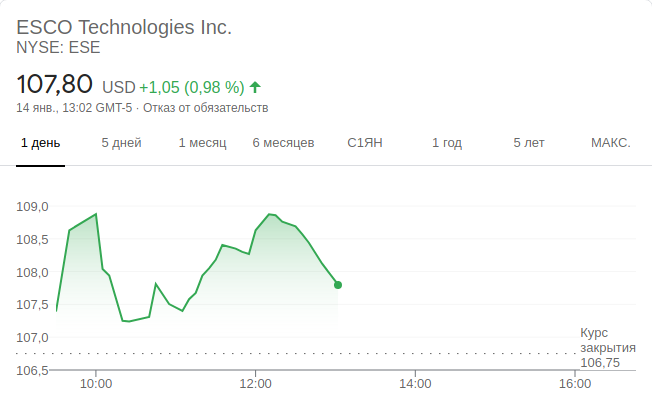 ESCO Technologies Inc.
NYSE: ESE
107,80 USD +1,05 (0,98 %)
14 янв., 13:02 GMT-5 · Отказ от обязательств
1 день 5 дней 1 месяц 6 месяцев С1ЯН 1 год 5 лет МАКС.
109,0
108,5
108,0
107,5
107,0
106,5
Курс
закрытия
106,75
10:00 12:00 14:00 16:00